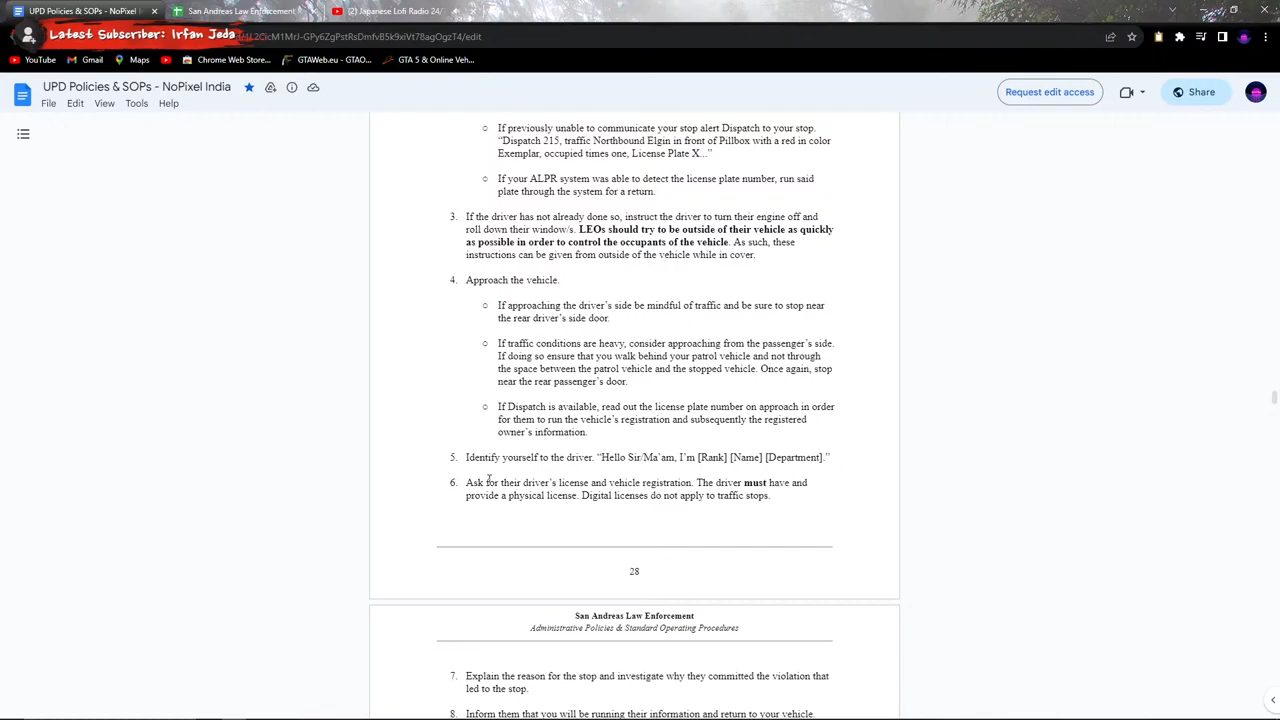 UPD Policies & SOPs - NoPixel I
San Andreas Law Enforcement
(2) Japanese Lofi Radio 24/
Latest Subscriber: Irfan Jeda
L2CicM1MrJ-GPy6ZgPstRsDmfvB5k9xiVt78agOgzT4/edit
YouTube
Gmail
Maps
Chrome Web Store...
GTAWeb.eu - GTAO...
GTA 5 & Online Veh...
UPD Policies & SOPs - NoPixel India
Request edit access
Share
File Edit View Tools Help
○ If previously unable to communicate your stop alert Dispatch to your stop.
“Dispatch 215, traffic Northbound Elgin in front of Pillbox with a red in color
Exemplar, occupied times one, License Plate X...”
○ If your ALPR system was able to detect the license plate number, run said
plate through the system for a return.
3. If the driver has not already done so, instruct the driver to turn their engine off and
roll down their window/s. LEOs should try to be outside of their vehicle as quickly
as possible in order to control the occupants of the vehicle. As such, these
instructions can be given from outside of the vehicle while in cover.
4. Approach the vehicle.
○ If approaching the driver’s side be mindful of traffic and be sure to stop near
the rear driver’s side door.
○ If traffic conditions are heavy, consider approaching from the passenger’s side.
If doing so ensure that you walk behind your patrol vehicle and not through
the space between the patrol vehicle and the stopped vehicle. Once again, stop
near the rear passenger’s door.
○ If Dispatch is available, read out the license plate number on approach in order
for them to run the vehicle’s registration and subsequently the registered
owner’s information.
5. Identify yourself to the driver. “Hello Sir/Ma’am, I’m [Rank] [Name] [Department].”
6. Ask for their driver’s license and vehicle registration. The driver must have and
provide a physical license. Digital licenses do not apply to traffic stops.
28
San Andreas Law Enforcement
Administrative Policies & Standard Operating Procedures
7. Explain the reason for the stop and investigate why they committed the violation that
led to the stop.
8. Inform them that you will be running their information and return to your vehicle.